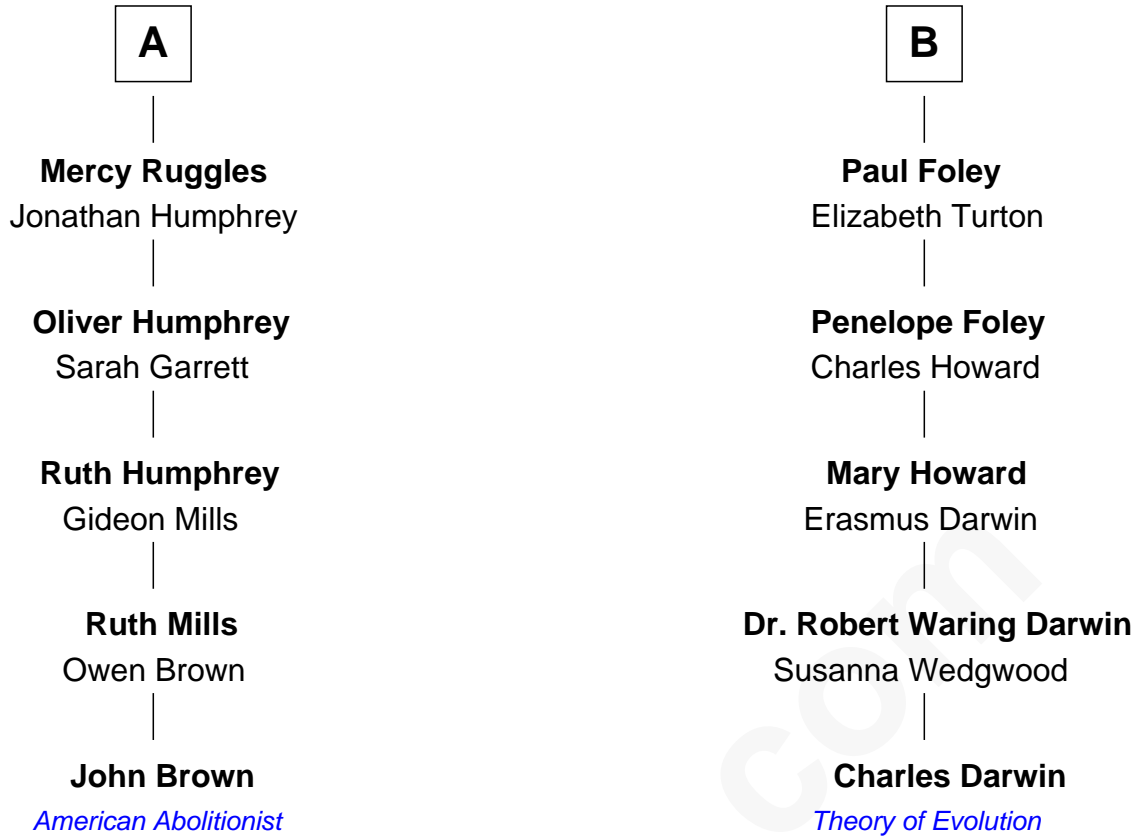 A
Mercy Ruggles
Jonathan Humphrey
Oliver Humphrey
Sarah Garrett
Ruth Humphrey
Gideon Mills
Ruth Mills
Owen Brown
John Brown
American Abolitionist
B
Paul Foley
Elizabeth Turton
Penelope Foley
Charles Howard
Mary Howard
Erasmus Darwin
Dr. Robert Waring Darwin
Susanna Wedgwood
Charles Darwin
Theory of Evolution
com